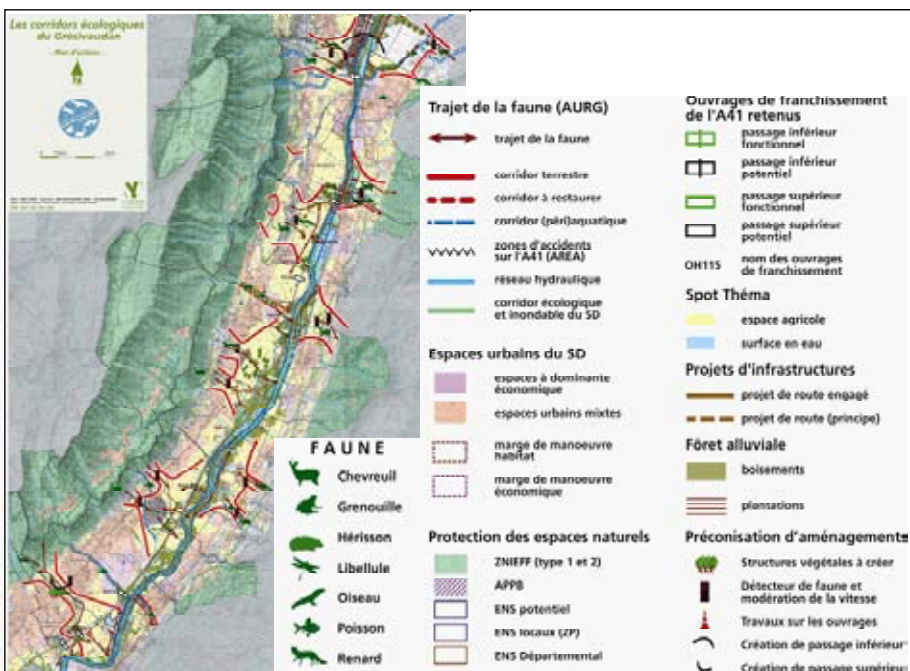 Les corridors écologiques
du Grésivaudan
Plan d'actions
Trajet de la faune (AURG)
trajet de la faune
corridor terrestre
corridor à restaurer
corridor (péri)aquatique
zones d'accidents
sur l'A41 (AREA)
réseau hydraulique
corridor écologique
et inondable du SD
Espaces urbains du SD
espaces à dominante
économique
espaces urbains mixtes
marge de manoeuvre
habitat
marge de manoeuvre
économique
Protection des espaces naturels
ZNIEFF (type 1 et 2)
APPB
ENS potentiel
ENS locaux (ZP)
ENS Départemental
FAUNE
Chevreuil
Grenouille
Hérisson
Libellule
Oiseau
Poisson
Renard
Ouvrages de franchissement
de l'A41 retenus
passage inférieur
fonctionnel
passage inférieur
potentiel
passage supérieur
fonctionnel
passage supérieur
potentiel
OH115
nom des ouvrages
de franchissement
Spot Théma
espace agricole
surface en eau
Projets d'infrastructures
projet de route engagé
projet de route (principe)
Fôret alluviale
boisements
plantations
Préconisation d'aménagements
Structures végétales à créer
Détecteur de faune et
modération de la vitesse
Travaux sur les ouvrages
Création de passage inférieur
Création de passage supérieu